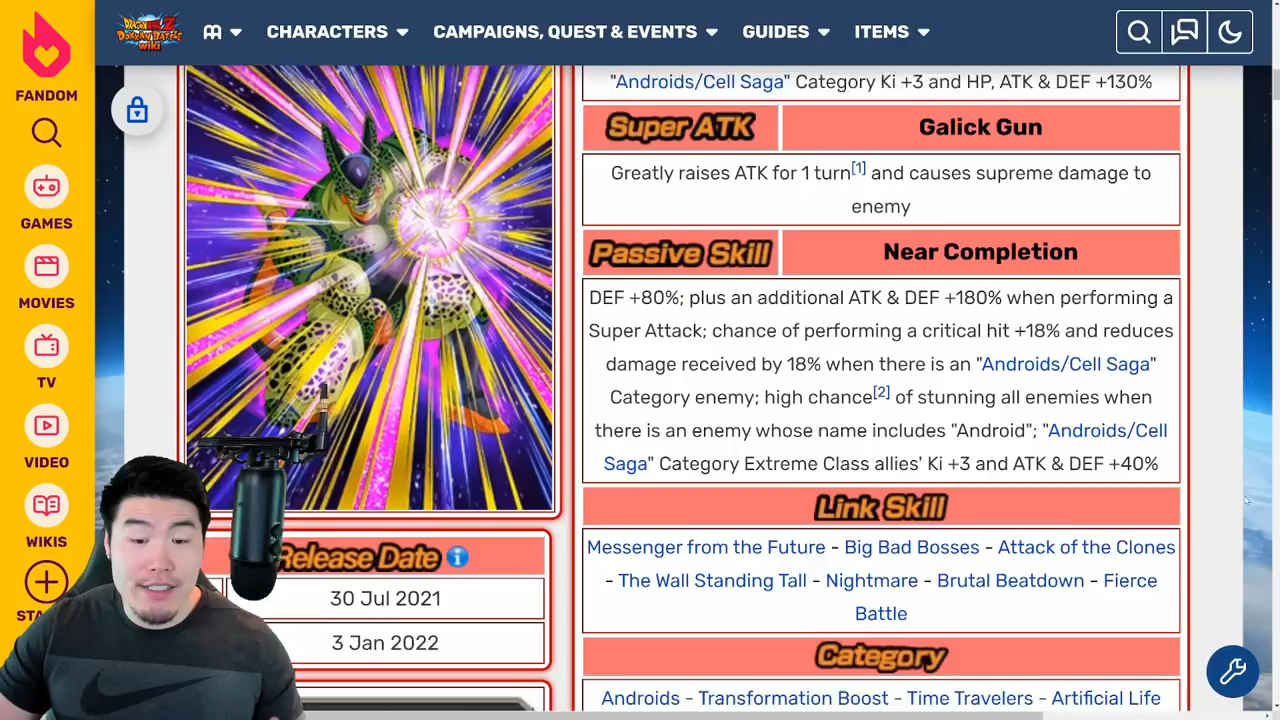 DRAGONBALL Z
DOKKAN BATTLE
WIKI
CHARACTERS
CAMPAIGNS, QUEST & EVENTS
GUIDES
ITEMS
FANDOM
GAMES
MOVIES
TV
VIDEO
WIKIS
"Androids/Cell Saga" Category Ki +3 and HP, ATK & DEF +130%
Super ATK
Galick Gun
Greatly raises ATK for 1 turn[1] and causes supreme damage to
enemy
Passive Skill
Near Completion
DEF +80%; plus an additional ATK & DEF +180% when performing a
Super Attack; chance of performing a critical hit +18% and reduces
damage received by 18% when there is an "Androids/Cell Saga"
Category enemy; high chance[2] of stunning all enemies when
there is an enemy whose name includes "Android"; "Androids/Cell
Saga" Category Extreme Class allies' Ki +3 and ATK & DEF +40%
Link Skill
Messenger from the Future - Big Bad Bosses - Attack of the Clones
- The Wall Standing Tall - Nightmare - Brutal Beatdown - Fierce
Battle
Category
Androids - Transformation Boost - Time Travelers - Artificial Life
Release Date
30 Jul 2021
3 Jan 2022